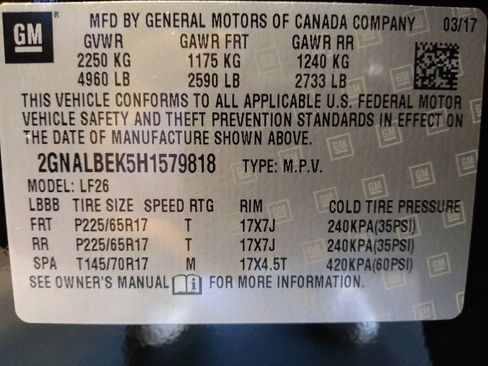 GM MFD BY GENERAL MOTORS OF CANADA COMPANY 03/17
GVWR GAWR FRT GAWR RR
2250 KG 1175 KG 1240 KG
4960 LB 2590 LB 2733 LB
THIS VEHICLE CONFORMS TO ALL APPLICABLE U.S. FEDERAL MOTOR
VEHICLE SAFETY AND THEFT PREVENTION STANDARDS IN EFFECT ON
THE DATE OF MANUFACTURE SHOWN ABOVE.
2GNALBEK5H1579818 TYPE: M.P.V.
MODEL: LF26
LBBB TIRE SIZE SPEED RTG RIM COLD TIRE PRESSURE
FRT P225/65R17 T 17X7J 240KPA(35PSI)
RR P225/65R17 T 17X7J 240KPA(35PSI)
SPA T145/70R17 M 17X4.5T 420KPA(60PSI)
SEE OWNER'S MANUAL FOR MORE INFORMATION.